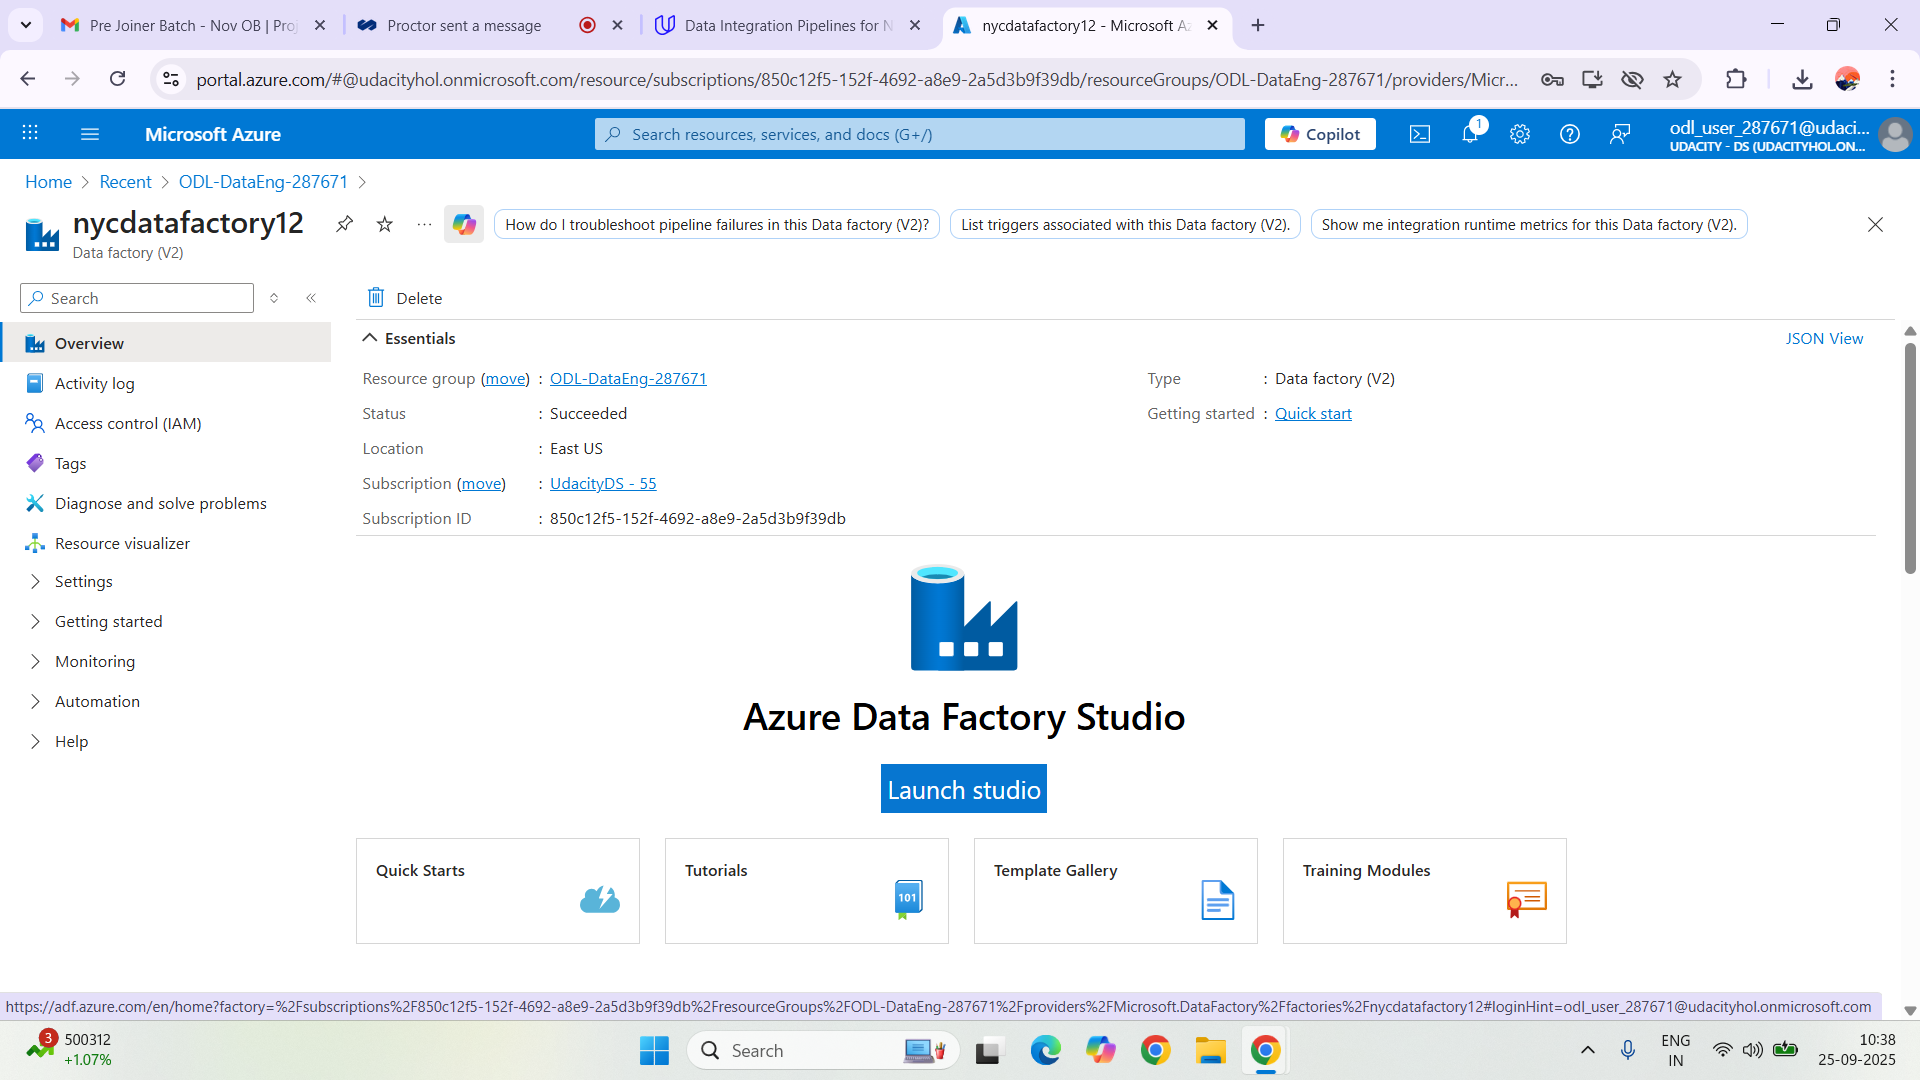 Pre Joiner Batch - Nov OB | Proj
Proctor sent a message
Data Integration Pipelines for N
nycdatafactory12 - Microsoft Az
portal.azure.com/#@udacityhol.onmicrosoft.com/resource/subscriptions/850c12f5-152f-4692-a8e9-2a5d3b9f39db/resourceGroups/ODL-DataEng-287671/providers/Micr...
Microsoft Azure
Search resources, services, and docs (G+/)
Copilot
1
odl_user_287671@udaci...
UDACITY - DS (UDACITYHOL.ON...
Home
Recent
ODL-DataEng-287671
nycdatafactory12
Data factory (V2)
How do I troubleshoot pipeline failures in this Data factory (V2)?
List triggers associated with this Data factory (V2).
Show me integration runtime metrics for this Data factory (V2).
Search
Overview
Activity log
Access control (IAM)
Tags
Diagnose and solve problems
Resource visualizer
Settings
Getting started
Monitoring
Automation
Help
Delete
Essentials
JSON View
Resource group (move) : ODL-DataEng-287671
Status : Succeeded
Location : East US
Subscription (move) : UdacityDS - 55
Subscription ID : 850c12f5-152f-4692-a8e9-2a5d3b9f39db
Type : Data factory (V2)
Getting started : Quick start
Azure Data Factory Studio
Launch studio
Quick Starts
Tutorials
101
Template Gallery
Training Modules
https://adf.azure.com/en/home?factory=%2Fsubscriptions%2F850c12f5-152f-4692-a8e9-2a5d3b9f39db%2FresourceGroups%2FODL-DataEng-287671%2Fproviders%2FMicrosoft.DataFactory%2Ffactories%2Fnycdatafactory12#loginHint=odl_user_287671@udacityhol.onmicrosoft.com
3
500312
+1.07%
Search
ENG
IN
10:38
25-09-2025